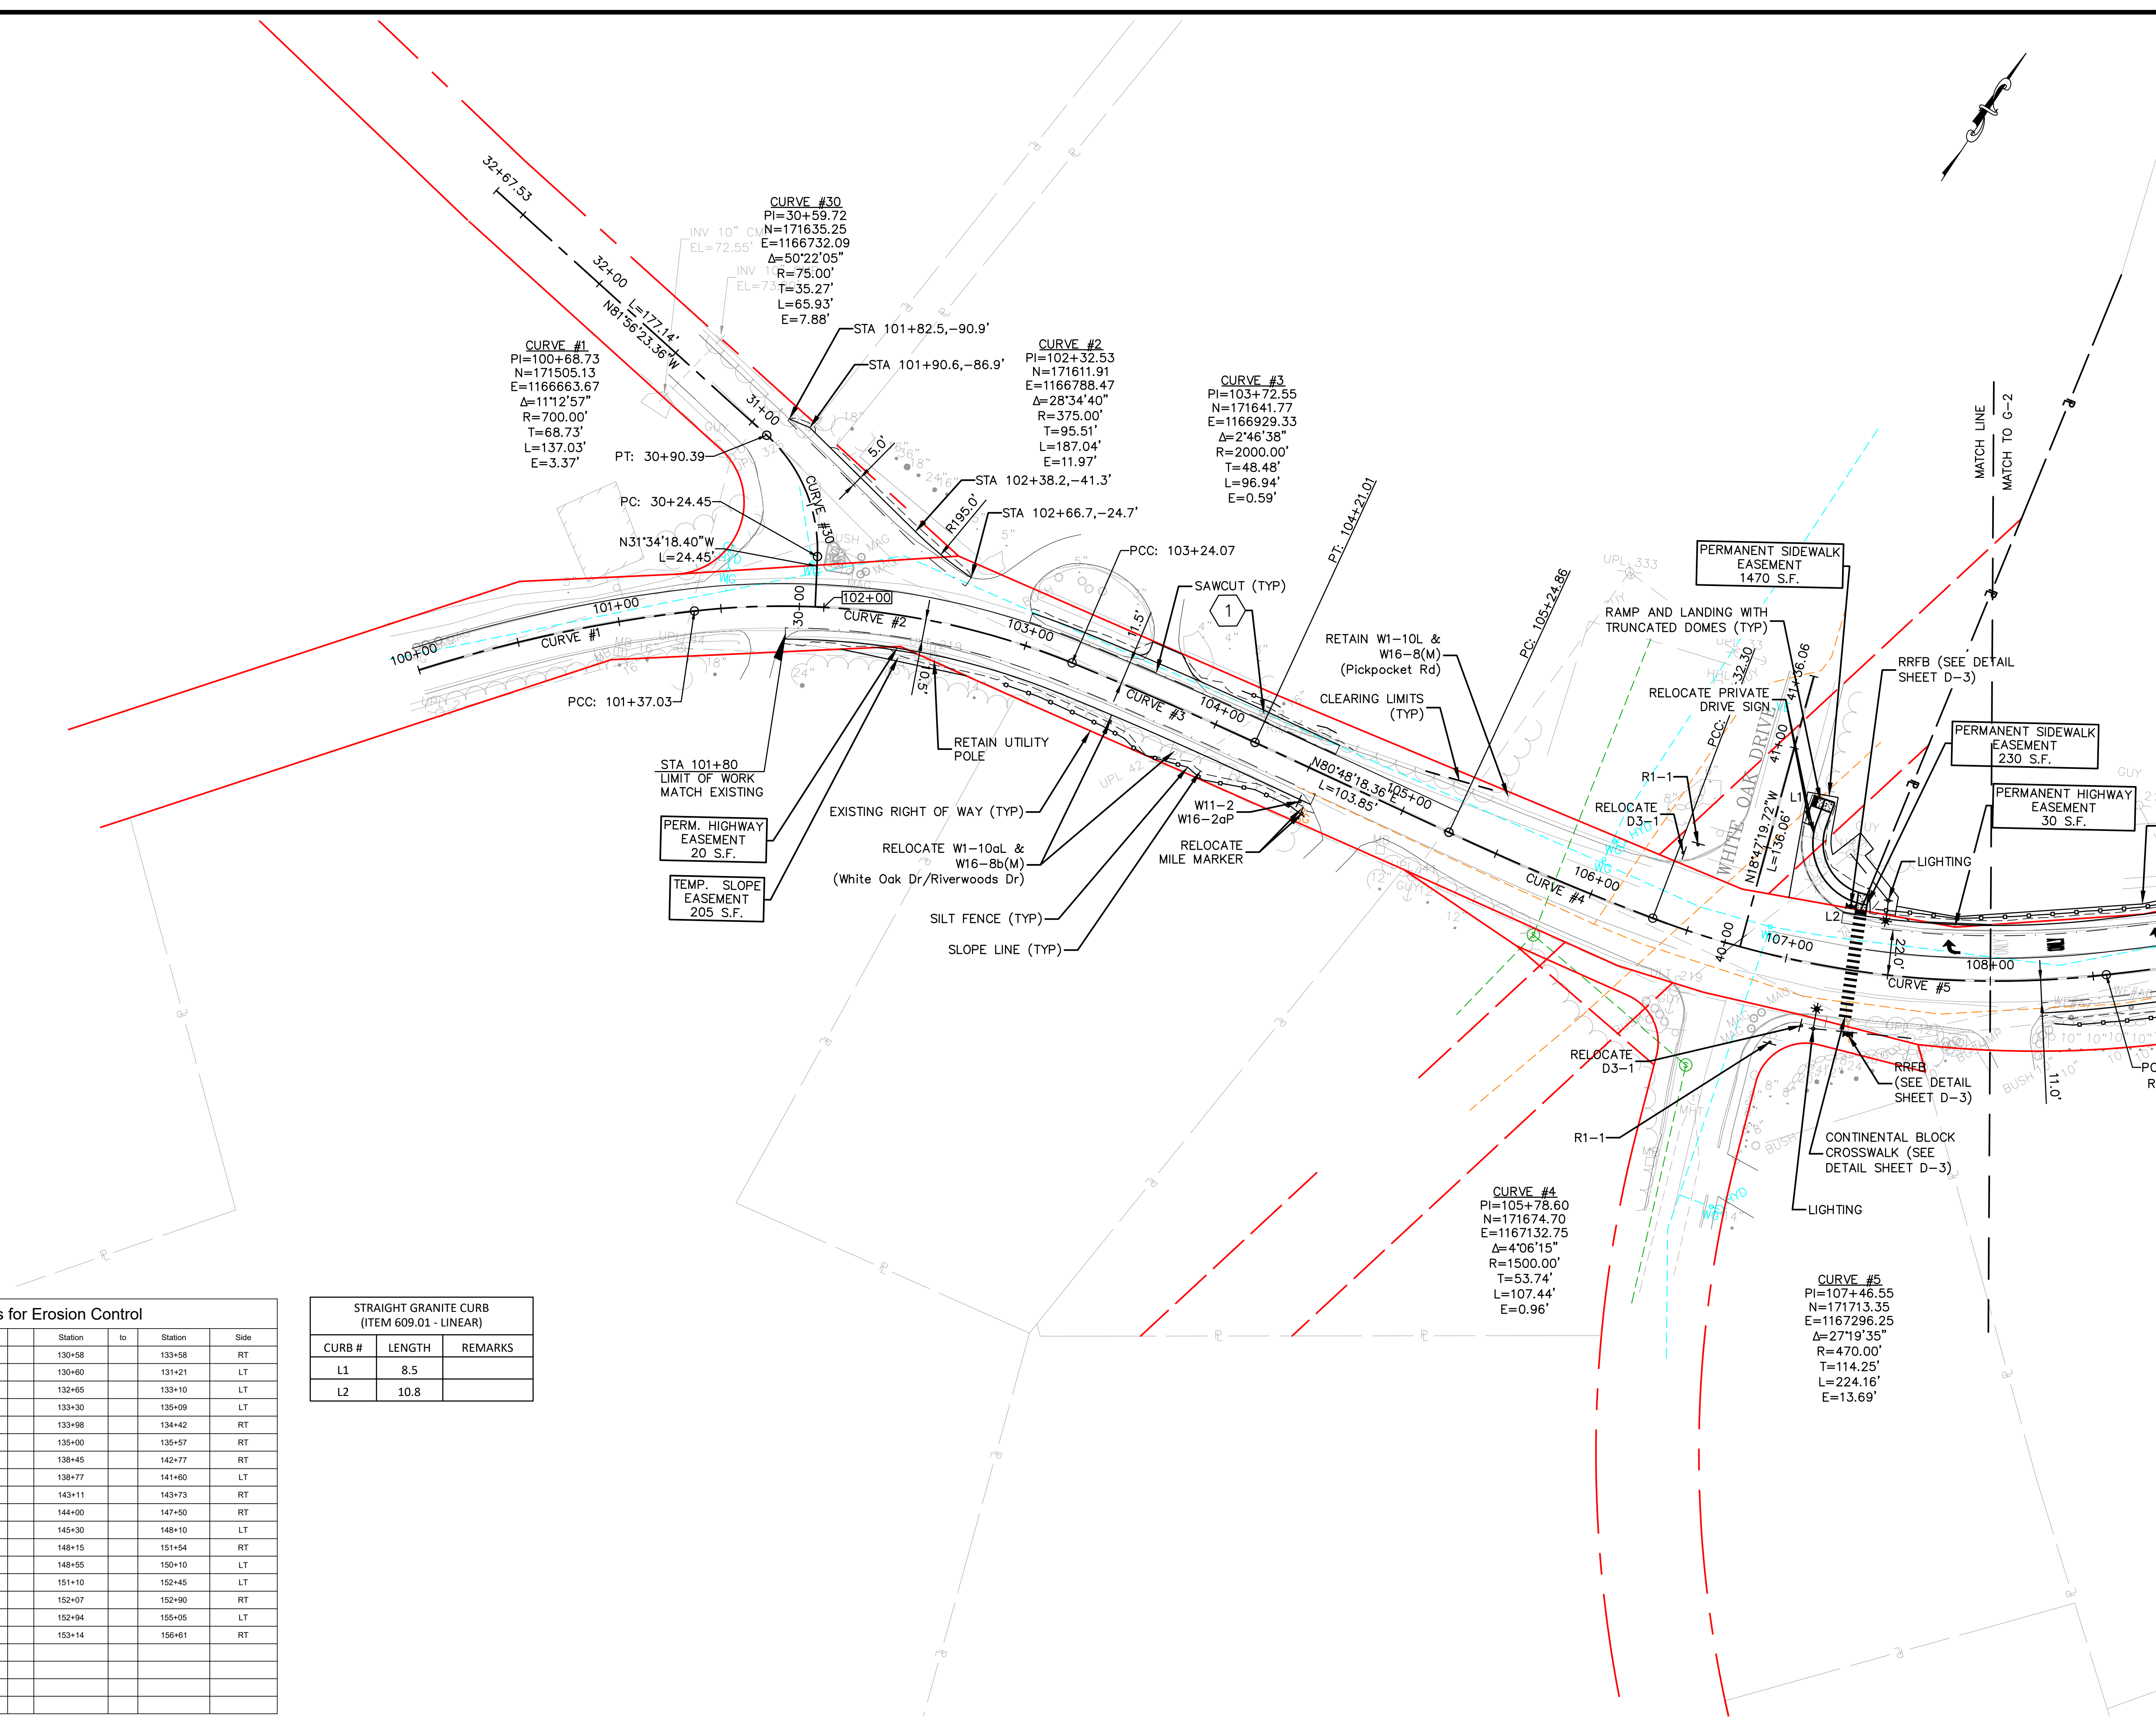 32+67.53
32+00
L=177.14'
N81°56'23.36"W
31+00
CURVE #30
PI=30+59.72
N=171635.25
E=1166732.09
Δ=50°22'05"
R=75.00'
T=35.27'
L=65.93'
E=7.88'
INV 10" CM
EL=72.55'
INV 10"
STA 101+82.5,-90.9'
STA 101+90.6,-86.9'
CURVE #1
PI=100+68.73
N=171505.13
E=1166663.67
Δ=11°12'57"
R=700.00'
T=68.73'
L=137.03'
E=3.37'
CURVE #2
PI=102+32.53
N=171611.91
E=1166788.47
Δ=28°34'40"
R=375.00'
T=95.51'
L=187.04'
E=11.97'
CURVE #3
PI=103+72.55
N=171641.77
E=1166929.33
Δ=2°46'38"
R=2000.00'
T=48.48'
L=96.94'
E=0.59'
MATCH LINE
MATCH TO G-2
PT: 30+90.39
PC: 30+24.45
N31°34'18.40"W
L=24.45'
CURVE #30
5.0'
STA 102+38.2,-41.3'
R195.0'
STA 102+66.7,-24.7'
PCC: 103+24.07
PT: 104+21.01
SAWCUT (TYP)
1
11.5'
PC: 105+24.86
UPL 333
PERMANENT SIDEWALK
EASEMENT
1470 S.F.
RAMP AND LANDING WITH
TRUNCATED DOMES (TYP)
RETAIN W1-10L &
W16-8(M)
(Pickpocket Rd)
CLEARING LIMITS
(TYP)
RELOCATE PRIVATE
DRIVE SIGN
41+36.06
RRFB (SEE DETAIL
SHEET D-3)
PERMANENT SIDEWALK
EASEMENT
230 S.F.
PERMANENT HIGHWAY
EASEMENT
30 S.F.
100+00
101+00
CURVE #1
30+00
102+00
CURVE #2
103+00
CURVE #3
104+00
N80°48'18.36"E
L=103.85'
105+00
PCC: 101+37.03
STA 101+80
LIMIT OF WORK
MATCH EXISTING
RETAIN UTILITY
POLE
EXISTING RIGHT OF WAY (TYP)
PERM. HIGHWAY
EASEMENT
20 S.F.
RELOCATE W1-10aL &
W16-8b(M)
(White Oak Dr/Riverwoods Dr)
TEMP. SLOPE
EASEMENT
205 S.F.
SILT FENCE (TYP)
SLOPE LINE (TYP)
UPL 42
W11-2
W16-2aP
RELOCATE
MILE MARKER
R1-1
RELOCATE
D3-1
WHITE OAK DRIVE
41+00
N18°47'19.72"W
L=136.06'
L1
L2
LIGHTING
GUY
106+00
CURVE #4
40+00
107+00
22.0'
CURVE #5
108+00
11.0'
RELOCATE
D3-1
R1-1
RRFB
(SEE DETAIL
SHEET D-3)
CONTINENTAL BLOCK
CROSSWALK (SEE
DETAIL SHEET D-3)
LIGHTING
HYD
WG
CURVE #4
PI=105+78.60
N=171674.70
E=1167132.75
Δ=4°06'15"
R=1500.00'
T=53.74'
L=107.44'
E=0.96'
CURVE #5
PI=107+46.55
N=171713.35
E=1167296.25
Δ=27°19'35"
R=470.00'
T=114.25'
L=224.16'
E=13.69'
s for Erosion Control
Station to Station Side
130+58 133+58 RT
130+60 131+21 LT
132+65 133+10 LT
133+30 135+09 LT
133+98 134+42 RT
135+00 135+57 RT
138+45 142+77 RT
138+77 141+60 LT
143+11 143+73 RT
144+00 147+50 RT
145+30 148+10 LT
148+15 151+54 RT
148+55 150+10 LT
151+10 152+45 LT
152+07 152+90 RT
152+94 155+05 LT
153+14 156+61 RT
STRAIGHT GRANITE CURB
(ITEM 609.01 - LINEAR)
CURB # LENGTH REMARKS
L1 8.5
L2 10.8